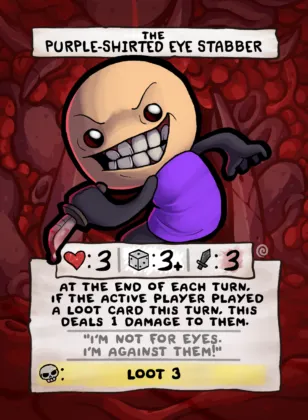 THE
PURPLE-SHIRTED EYE STABBER
:3 :3+ :3
AT THE END OF EACH TURN,
IF THE ACTIVE PLAYER PLAYED
A LOOT CARD THIS TURN, THIS
DEALS 1 DAMAGE TO THEM.
"I'M NOT FOR EYES.
I'M AGAINST THEM!"
: LOOT 3